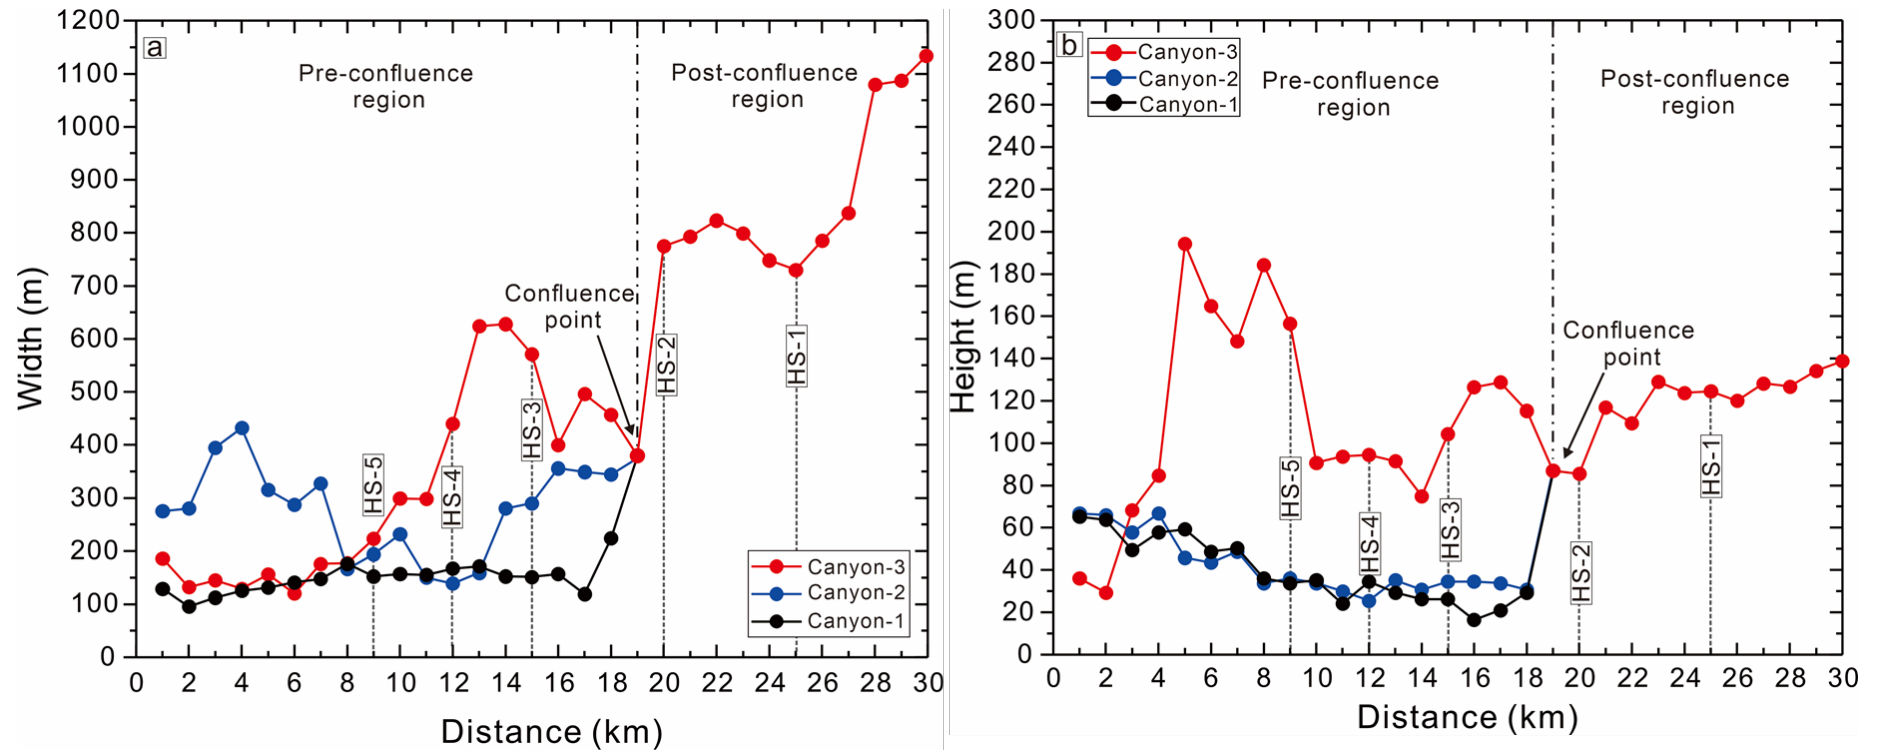 a
Pre-confluence
region
Post-confluence
region
Confluence
point
HS-5
HS-4
HS-3
HS-2
HS-1
Canyon-3
Canyon-2
Canyon-1
Width (m)
1200
1100
1000
900
800
700
600
500
400
300
200
100
0
0 2 4 6 8 10 12 14 16 18 20 22 24 26 28 30
Distance (km)
b
Canyon-3
Canyon-2
Canyon-1
Pre-confluence
region
Post-confluence
region
Confluence
point
HS-5
HS-4
HS-3
HS-2
HS-1
Height (m)
300
280
260
240
220
200
180
160
140
120
100
80
60
40
20
0
0 2 4 6 8 10 12 14 16 18 20 22 24 26 28 30
Distance (km)